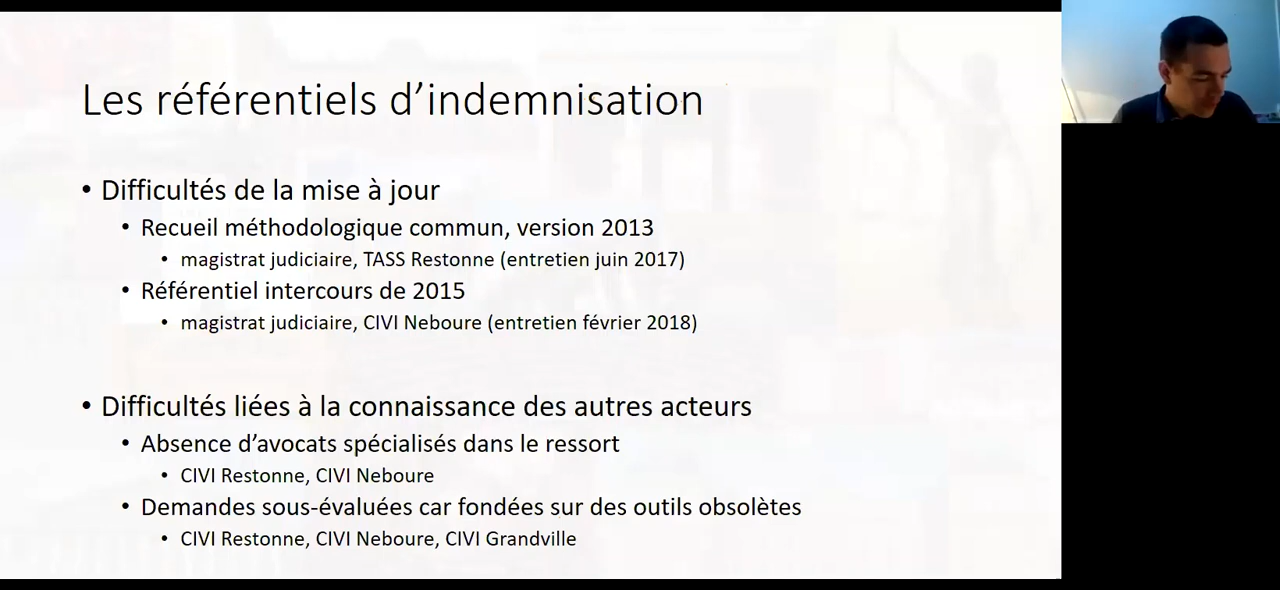 Les référentiels d’indemnisation
• Difficultés de la mise à jour
• Recueil méthodologique commun, version 2013
• magistrat judiciaire, TASS Restonne (entretien juin 2017)
• Référentiel intercours de 2015
• magistrat judiciaire, CIVI Neboure (entretien février 2018)
• Difficultés liées à la connaissance des autres acteurs
• Absence d’avocats spécialisés dans le ressort
• CIVI Restonne, CIVI Neboure
• Demandes sous-évaluées car fondées sur des outils obsolètes
• CIVI Restonne, CIVI Neboure, CIVI Grandville